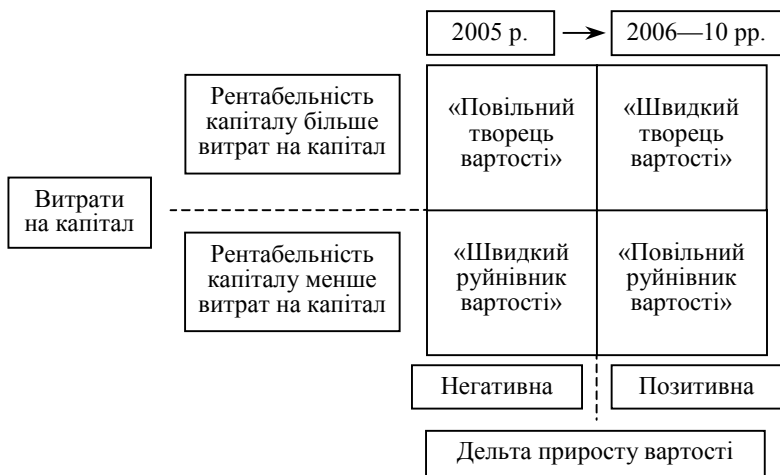 2005 р.
2006—10 рр.
Рентабельність
капіталу більше
витрат на капітал
«Повільний
творець
вартості»
«Швидкий
творець
вартості»
Витрати
на капітал
Рентабельність
капіталу менше
витрат на капітал
«Швидкий
руйнівник
вартості»
«Повільний
руйнівник
вартості»
Негативна
Позитивна
Дельта приросту вартості